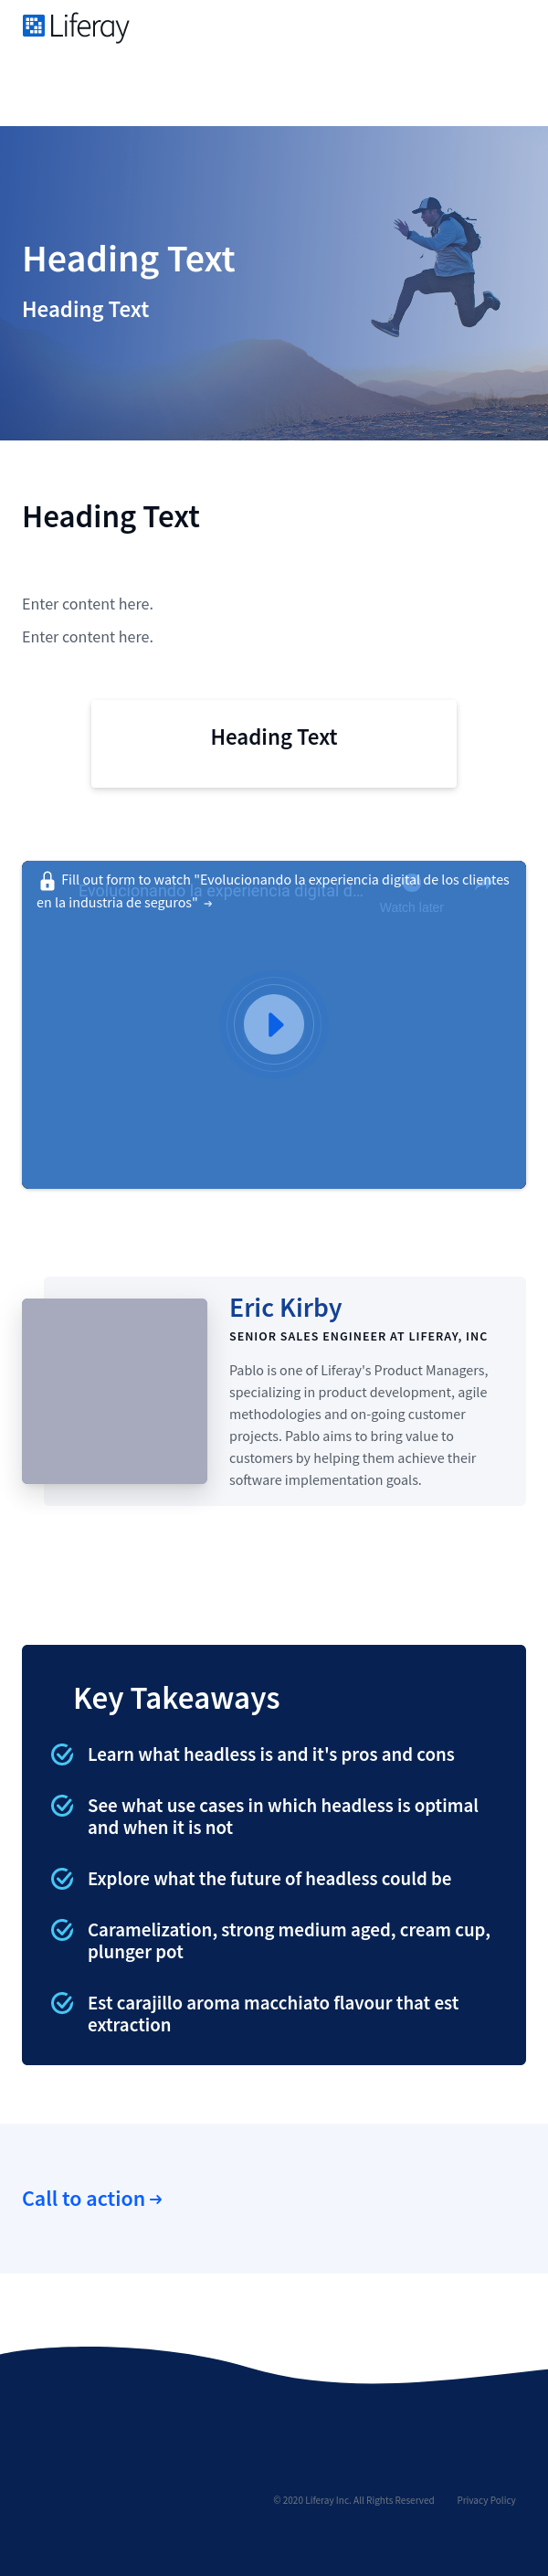 Liferay
Heading Text
Heading Text
Heading Text
Enter content here.
Enter content here.
Heading Text
Fill out form to watch "Evolucionando la experiencia digital de los clientes
en la industria de seguros" →
Evolucionando la experiencia digital d...
Watch later
Eric Kirby
SENIOR SALES ENGINEER AT LIFERAY, INC
Pablo is one of Liferay's Product Managers,
specializing in product development, agile
methodologies and on-going customer
projects. Pablo aims to bring value to
customers by helping them achieve their
software implementation goals.
Key Takeaways
Learn what headless is and it's pros and cons
See what use cases in which headless is optimal
and when it is not
Explore what the future of headless could be
Caramelization, strong medium aged, cream cup,
plunger pot
Est carajillo aroma macchiato flavour that est
extraction
Call to action →
© 2020 Liferay Inc. All Rights Reserved Privacy Policy